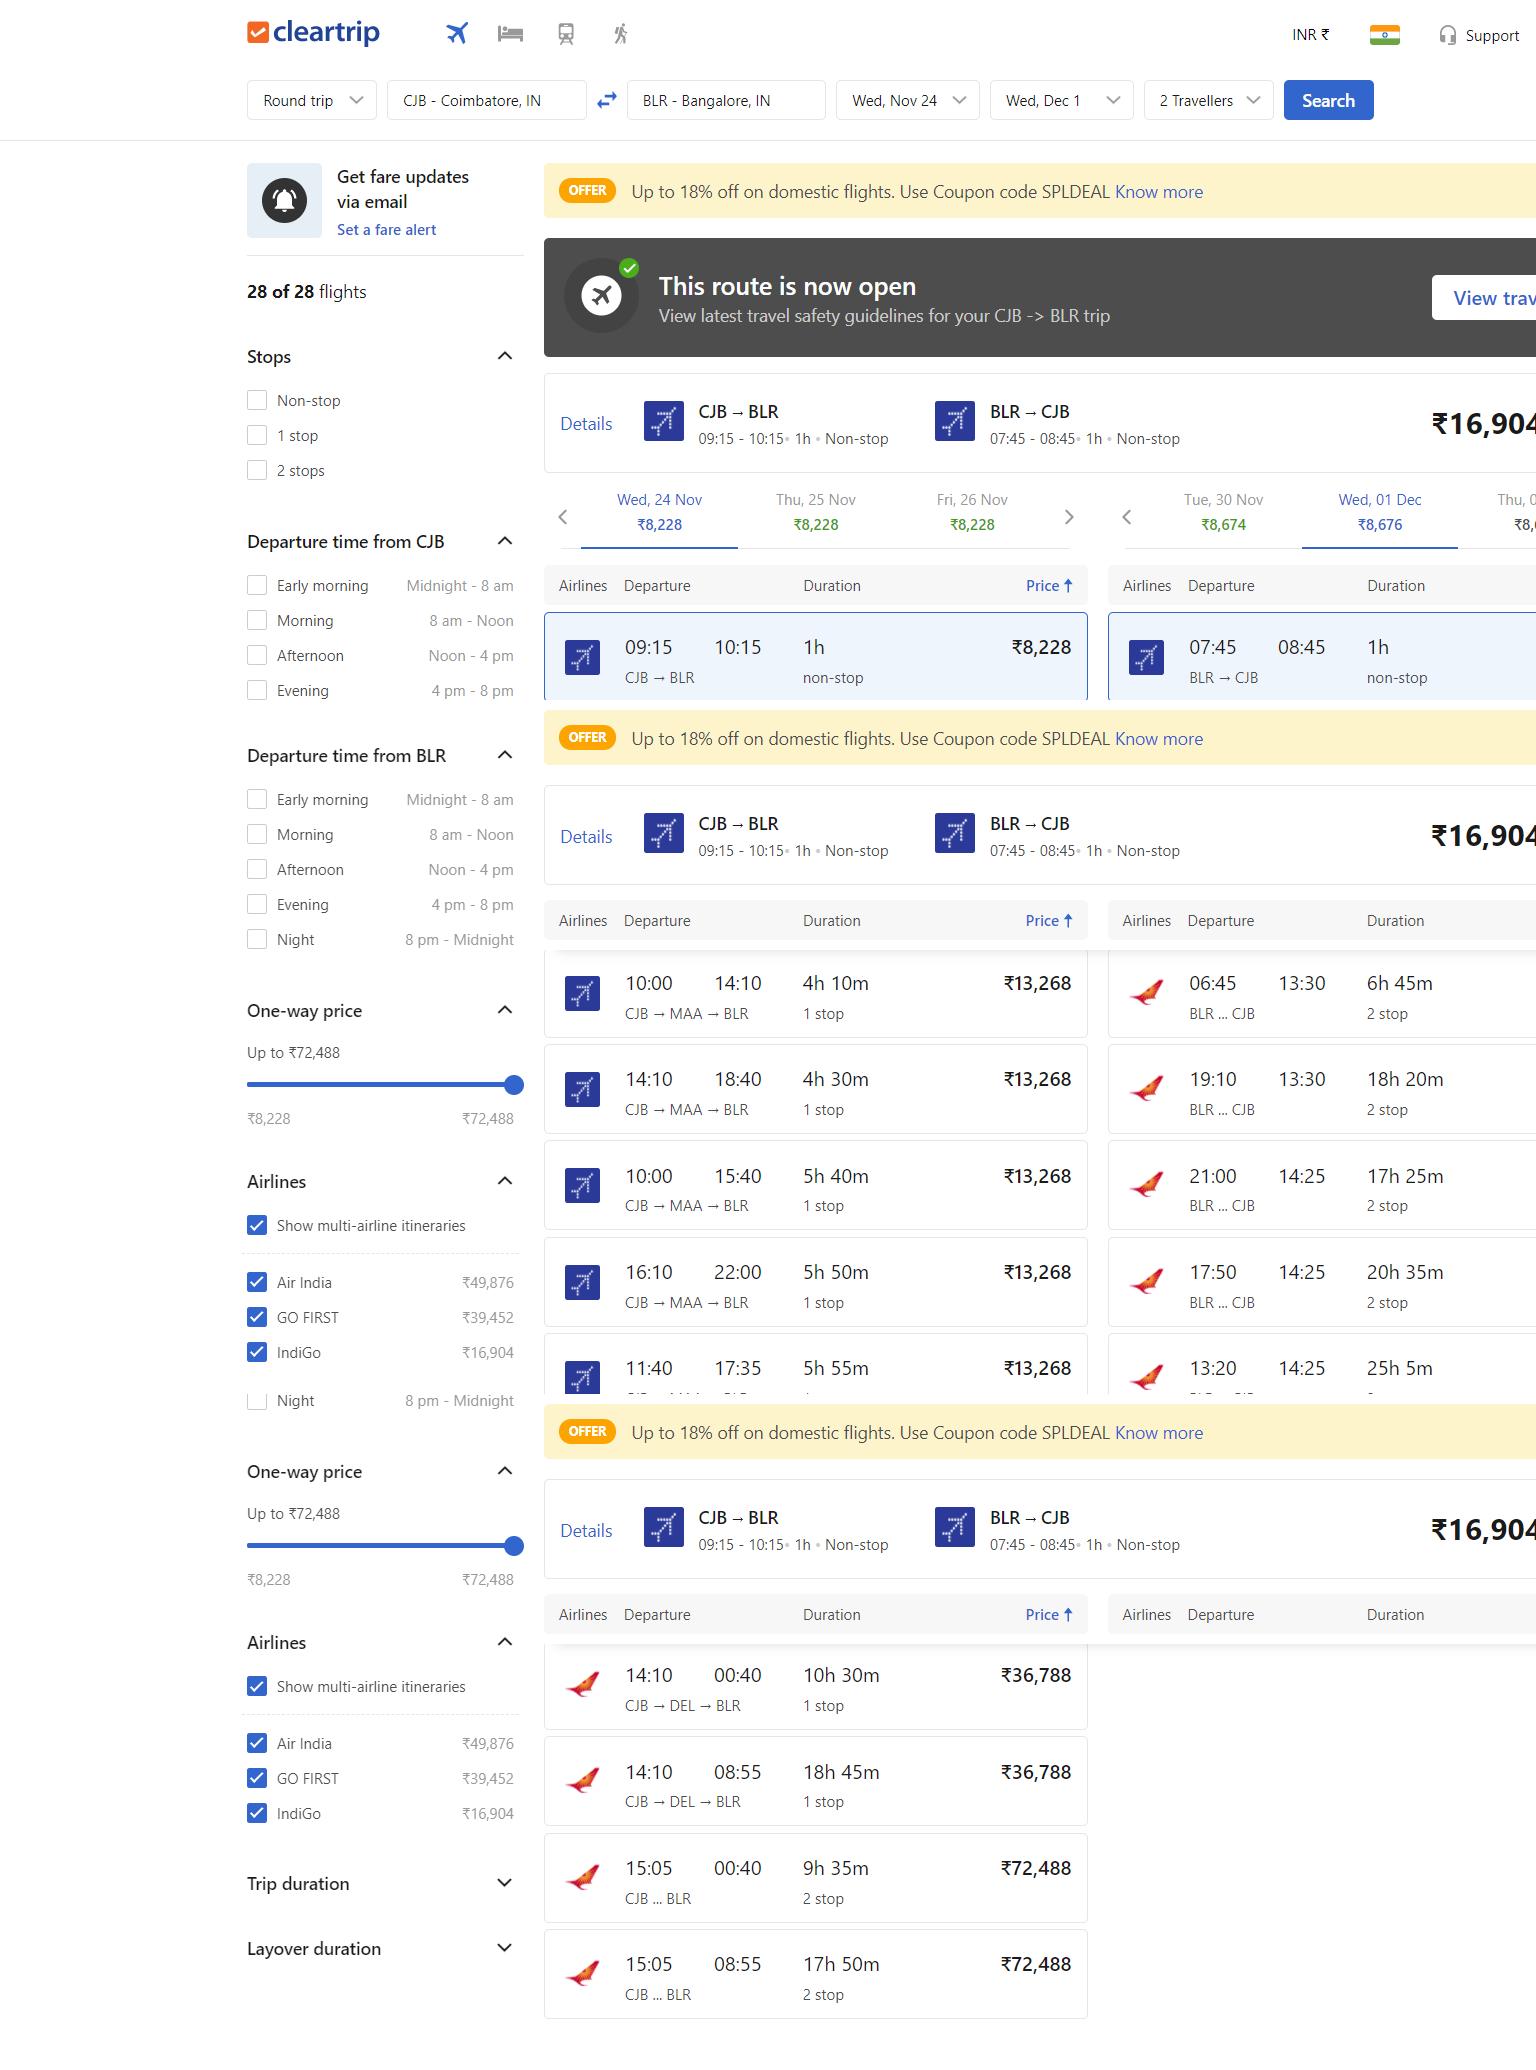 cleartrip
INR ₹
Support
Round trip
CJB - Coimbatore, IN
BLR - Bangalore, IN
Wed, Nov 24
Wed, Dec 1
2 Travellers
Search
Get fare updates
via email
Set a fare alert
28 of 28 flights
Stops
Non-stop
1 stop
2 stops
Departure time from CJB
Early morning Midnight - 8 am
Morning 8 am - Noon
Afternoon Noon - 4 pm
Evening 4 pm - 8 pm
Departure time from BLR
Early morning Midnight - 8 am
Morning 8 am - Noon
Afternoon Noon - 4 pm
Evening 4 pm - 8 pm
Night 8 pm - Midnight
One-way price
Up to ₹72,488
₹8,228 ₹72,488
Airlines
Show multi-airline itineraries
Air India ₹49,876
GO FIRST ₹39,452
IndiGo ₹16,904
Night 8 pm - Midnight
One-way price
Up to ₹72,488
₹8,228 ₹72,488
Airlines
Show multi-airline itineraries
Air India ₹49,876
GO FIRST ₹39,452
IndiGo ₹16,904
Trip duration
Layover duration
OFFER Up to 18% off on domestic flights. Use Coupon code SPLDEAL Know more
This route is now open
View latest travel safety guidelines for your CJB -> BLR trip
View trav
Details
CJB → BLR
09:15 - 10:15• 1h • Non-stop
BLR → CJB
07:45 - 08:45• 1h • Non-stop
₹16,904
Wed, 24 Nov
₹8,228
Thu, 25 Nov
₹8,228
Fri, 26 Nov
₹8,228
Tue, 30 Nov
₹8,674
Wed, 01 Dec
₹8,676
Thu,
₹8,
Airlines Departure Duration Price ↑
Airlines Departure Duration
09:15 10:15 1h ₹8,228
CJB → BLR non-stop
07:45 08:45 1h
BLR → CJB non-stop
OFFER Up to 18% off on domestic flights. Use Coupon code SPLDEAL Know more
Details
CJB → BLR
09:15 - 10:15• 1h • Non-stop
BLR → CJB
07:45 - 08:45• 1h • Non-stop
₹16,904
Airlines Departure Duration Price ↑
Airlines Departure Duration
10:00 14:10 4h 10m ₹13,268
CJB → MAA → BLR 1 stop
06:45 13:30 6h 45m
BLR ... CJB 2 stop
14:10 18:40 4h 30m ₹13,268
CJB → MAA → BLR 1 stop
19:10 13:30 18h 20m
BLR ... CJB 2 stop
10:00 15:40 5h 40m ₹13,268
CJB → MAA → BLR 1 stop
21:00 14:25 17h 25m
BLR ... CJB 2 stop
16:10 22:00 5h 50m ₹13,268
CJB → MAA → BLR 1 stop
17:50 14:25 20h 35m
BLR ... CJB 2 stop
11:40 17:35 5h 55m ₹13,268
13:20 14:25 25h 5m
OFFER Up to 18% off on domestic flights. Use Coupon code SPLDEAL Know more
Details
CJB → BLR
09:15 - 10:15• 1h • Non-stop
BLR → CJB
07:45 - 08:45• 1h • Non-stop
₹16,904
Airlines Departure Duration Price ↑
Airlines Departure Duration
14:10 00:40 10h 30m ₹36,788
CJB → DEL → BLR 1 stop
14:10 08:55 18h 45m ₹36,788
CJB → DEL → BLR 1 stop
15:05 00:40 9h 35m ₹72,488
CJB ... BLR 2 stop
15:05 08:55 17h 50m ₹72,488
CJB ... BLR 2 stop